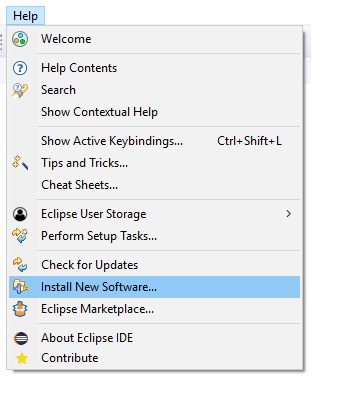 Help
Welcome
Help Contents
Search
Show Contextual Help
Show Active Keybindings... Ctrl+Shift+L
Tips and Tricks...
Cheat Sheets...
Eclipse User Storage
Perform Setup Tasks...
Check for Updates
Install New Software...
Eclipse Marketplace...
About Eclipse IDE
Contribute